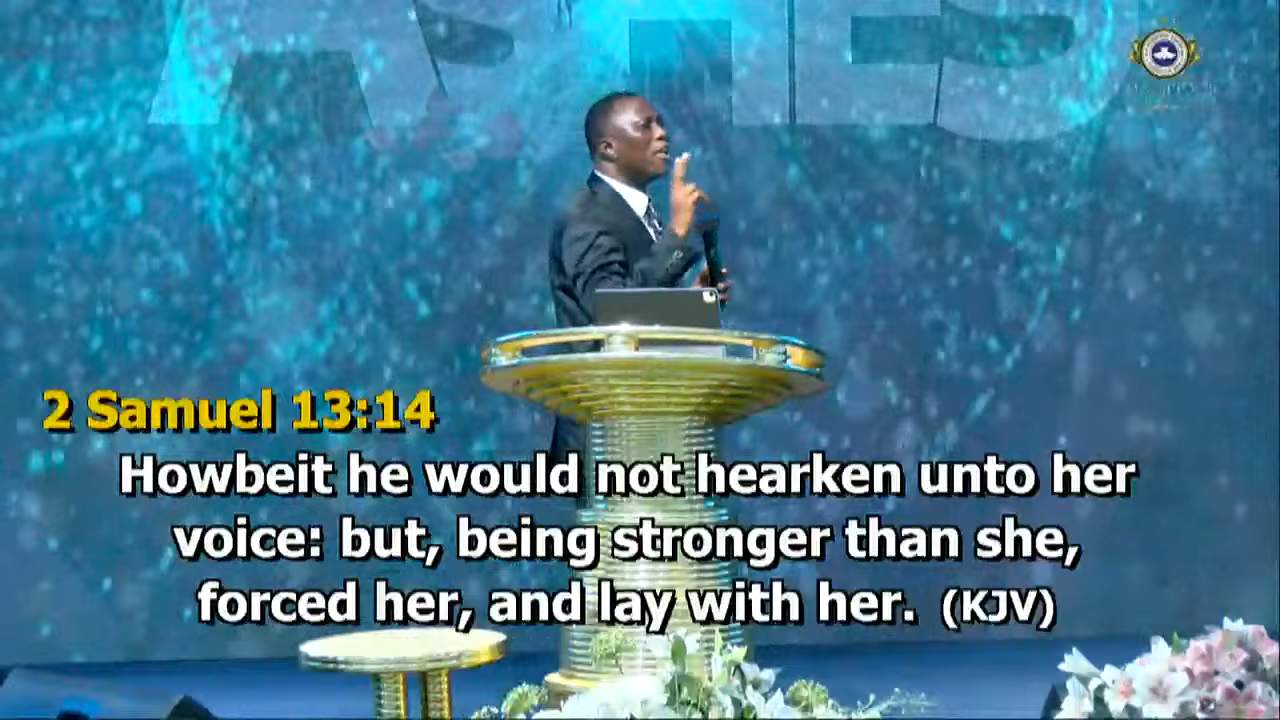 2 Samuel 13:14
Howbeit he would not hearken unto her
voice: but, being stronger than she,
forced her, and lay with her. (KJV)